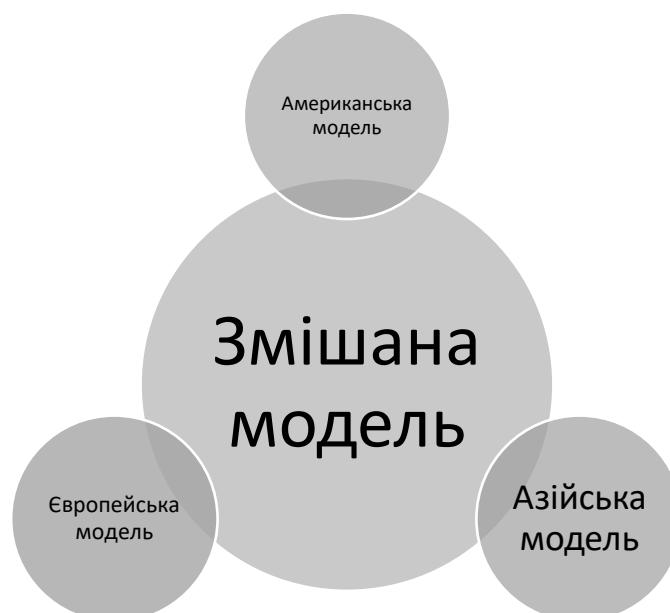 Американська
модель
Змішана
модель
Європейська
модель
Азійська
модель